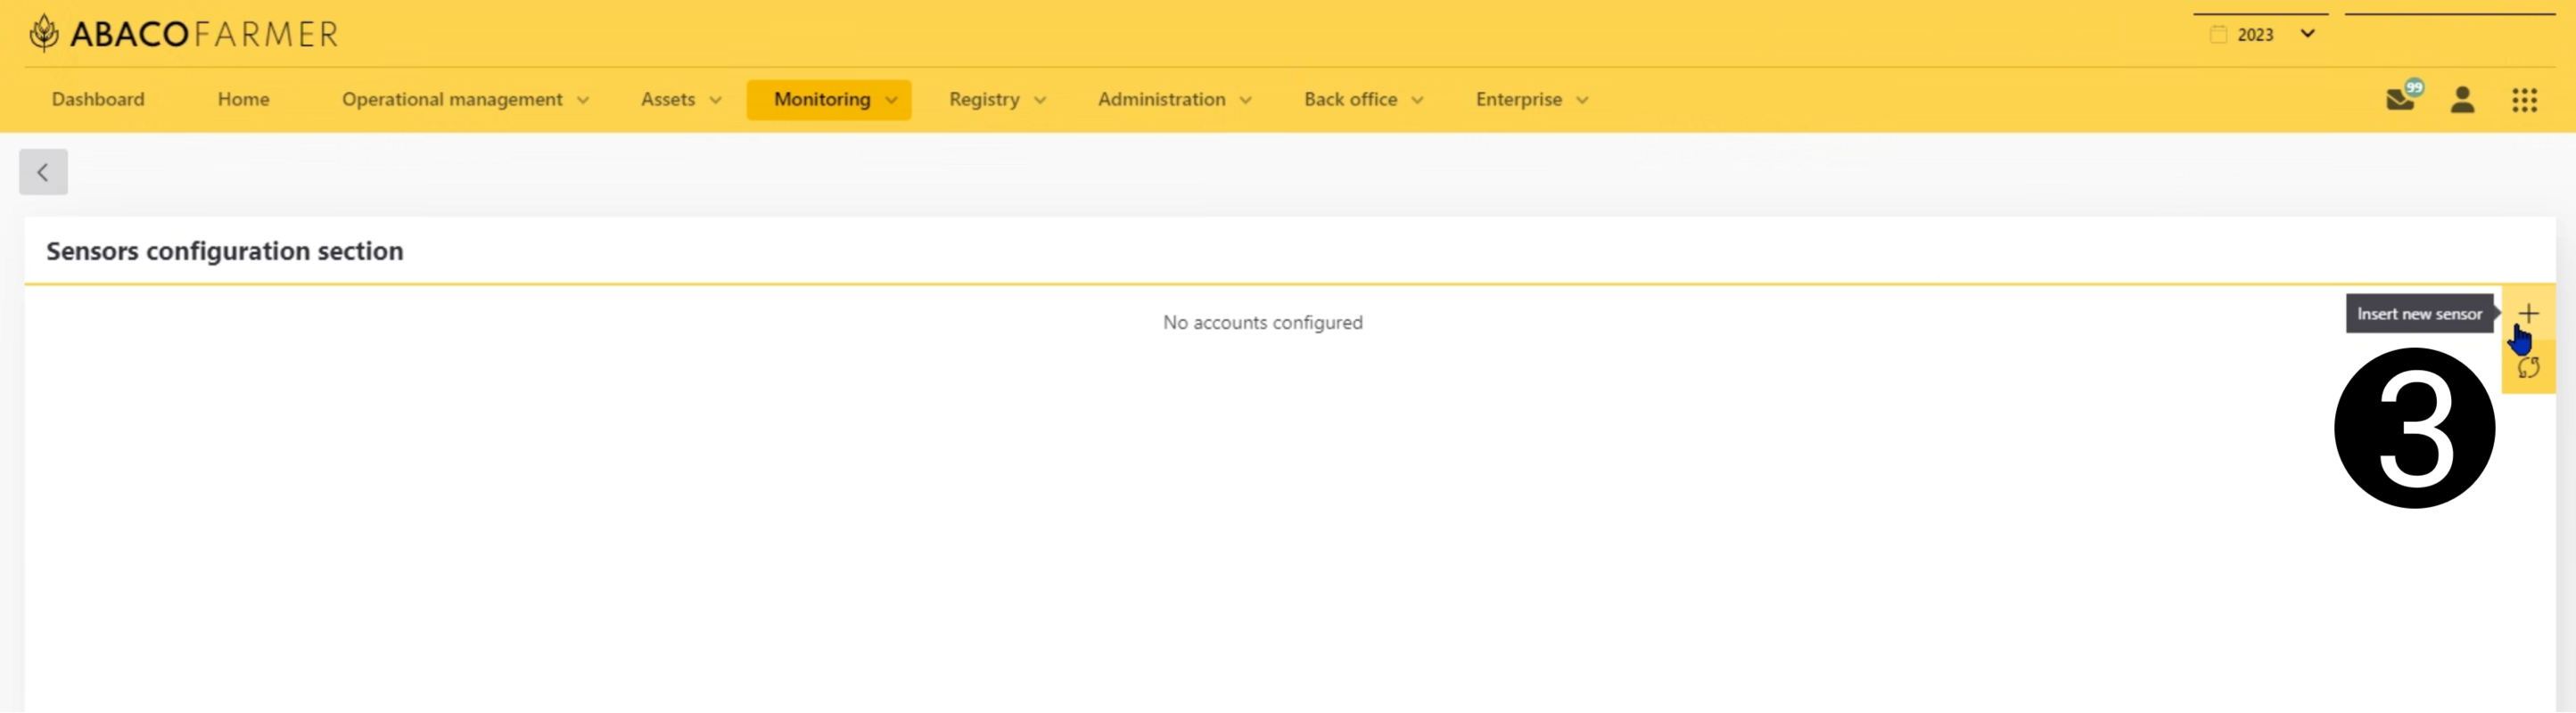 ABACOFARMER
2023
Dashboard Home Operational management Assets Monitoring Registry Administration Back office Enterprise 99
Sensors configuration section
No accounts configured
Insert new sensor
3